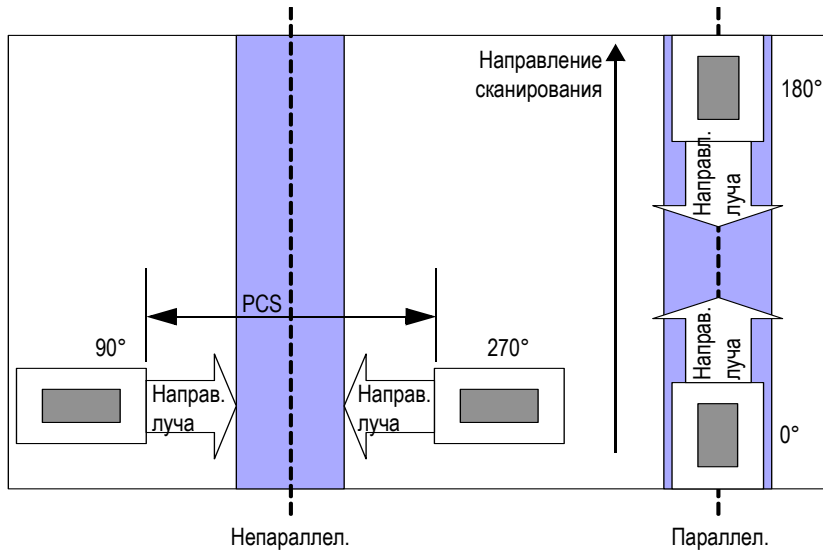 Направление
сканирования
180°
Направл.
луча
PCS
90°
270°
Направ.
луча
Направ.
луча
Направ.
луча
0°
Непараллел.
Параллел.